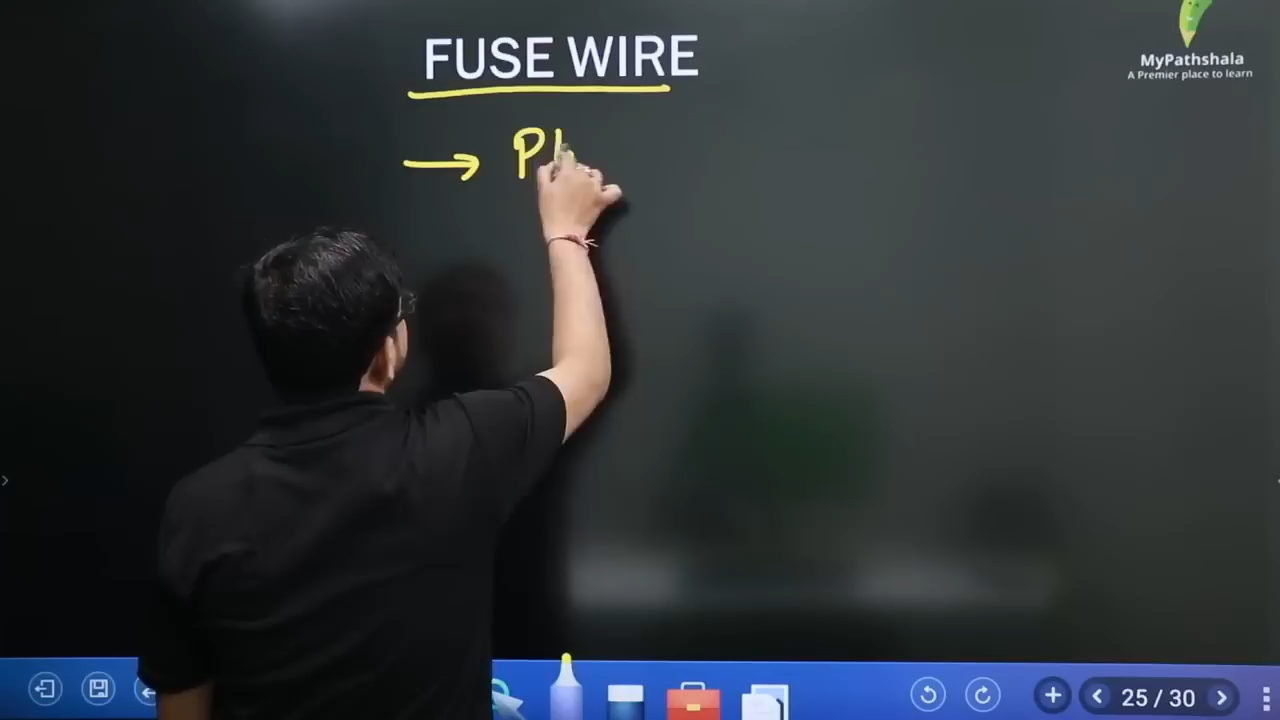 FUSE WIRE
MyPathshala
A Premier place to learn
→ P
25 / 30